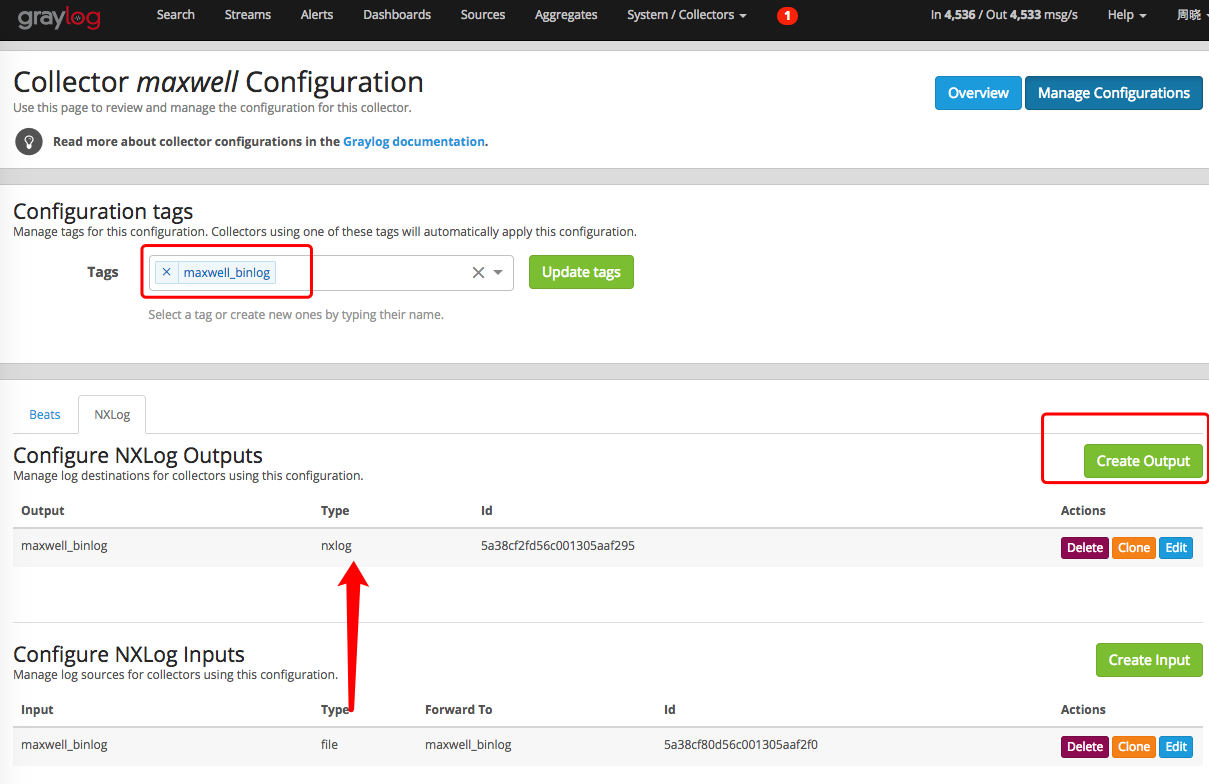 graylog Search Streams Alerts Dashboards Sources Aggregates System / Collectors 1 In 4,536 / Out 4,533 msg/s Help 周晓
Collector maxwell Configuration
Use this page to review and manage the configuration for this collector.
Overview Manage Configurations
Read more about collector configurations in the Graylog documentation.
Configuration tags
Manage tags for this configuration. Collectors using one of these tags will automatically apply this configuration.
Tags × maxwell_binlog × Update tags
Select a tag or create new ones by typing their name.
Beats NXLog
Configure NXLog Outputs
Manage log destinations for collectors using this configuration.
Create Output
Output Type Id Actions
maxwell_binlog nxlog 5a38cf2fd56c001305aaf295 Delete Clone Edit
Configure NXLog Inputs
Manage log sources for collectors using this configuration.
Create Input
Input Type Forward To Id Actions
maxwell_binlog file maxwell_binlog 5a38cf80d56c001305aaf2f0 Delete Clone Edit